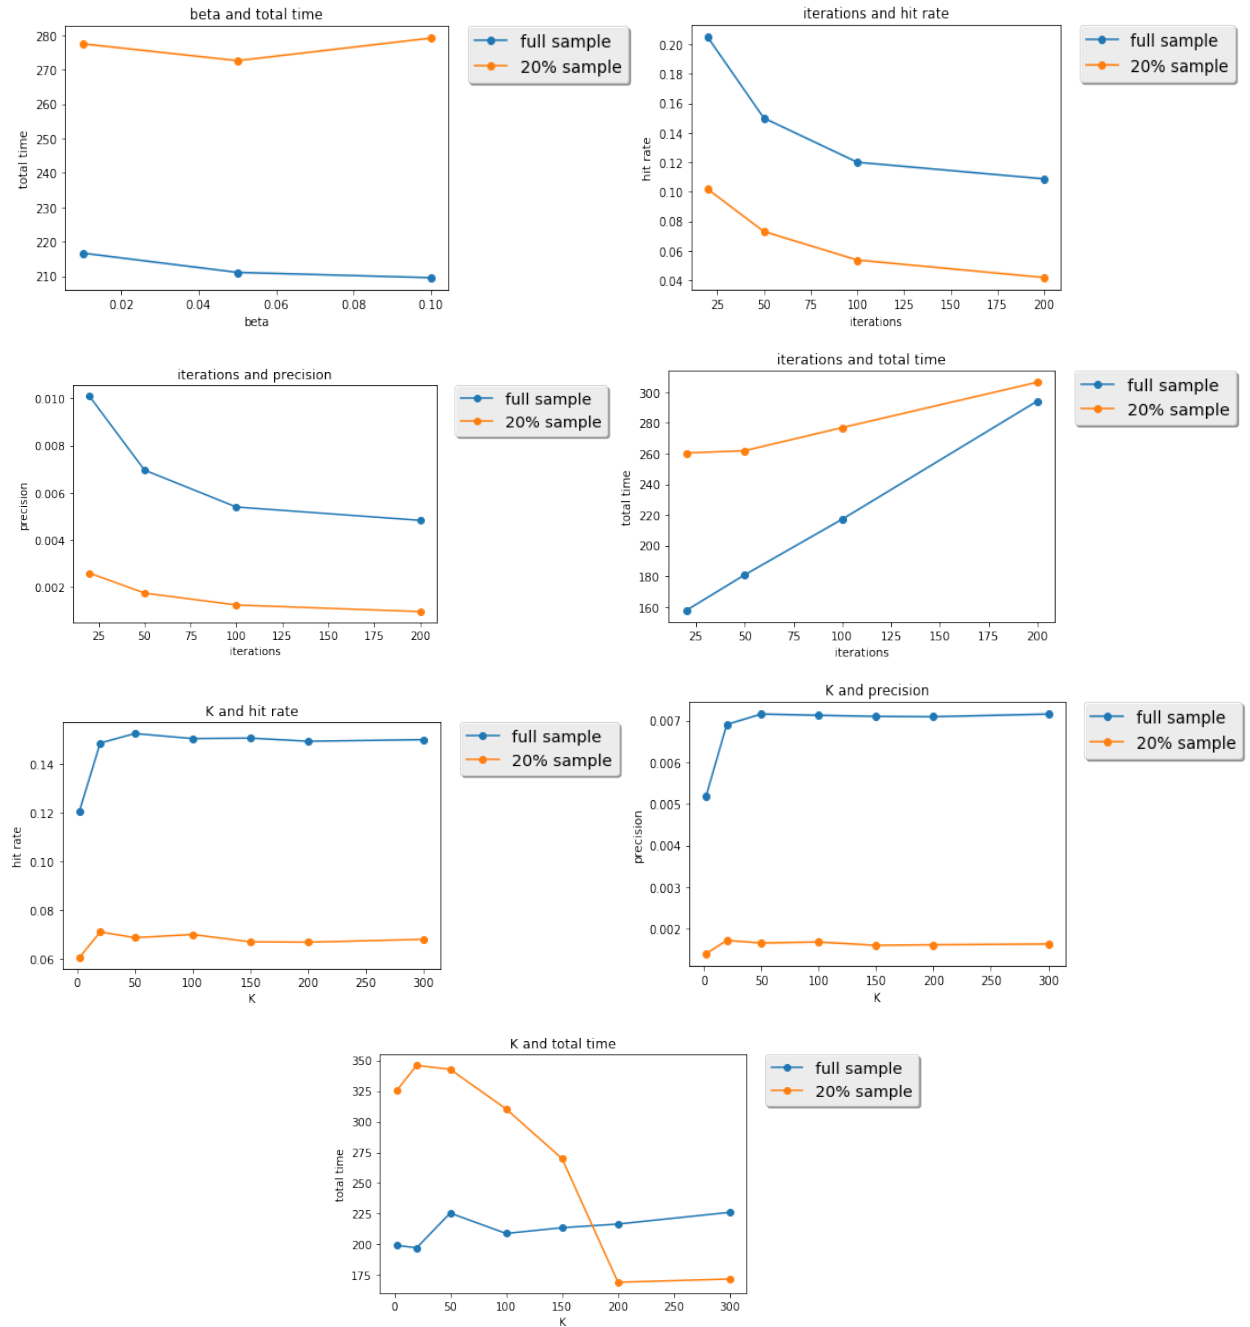 beta and total time
280
270
260
250
240
230
220
210
total time
0.02
0.04
0.06
0.08
0.10
beta
full sample
20% sample
iterations and hit rate
0.20
0.18
0.16
0.14
0.12
0.10
0.08
0.06
0.04
hit rate
25
50
75
100
125
150
175
200
iterations
full sample
20% sample
iterations and precision
0.010
0.008
0.006
0.004
0.002
precision
25
50
75
100
125
150
175
200
iterations
full sample
20% sample
iterations and total time
300
280
260
240
220
200
180
160
total time
25
50
75
100
125
150
175
200
iterations
full sample
20% sample
K and hit rate
0.14
0.12
0.10
0.08
0.06
hit rate
0
50
100
150
200
250
300
K
full sample
20% sample
K and precision
0.007
0.006
0.005
0.004
0.003
0.002
precision
0
50
100
150
200
250
300
K
full sample
20% sample
K and total time
350
325
300
275
250
225
200
175
total time
0
50
100
150
200
250
300
K
full sample
20% sample